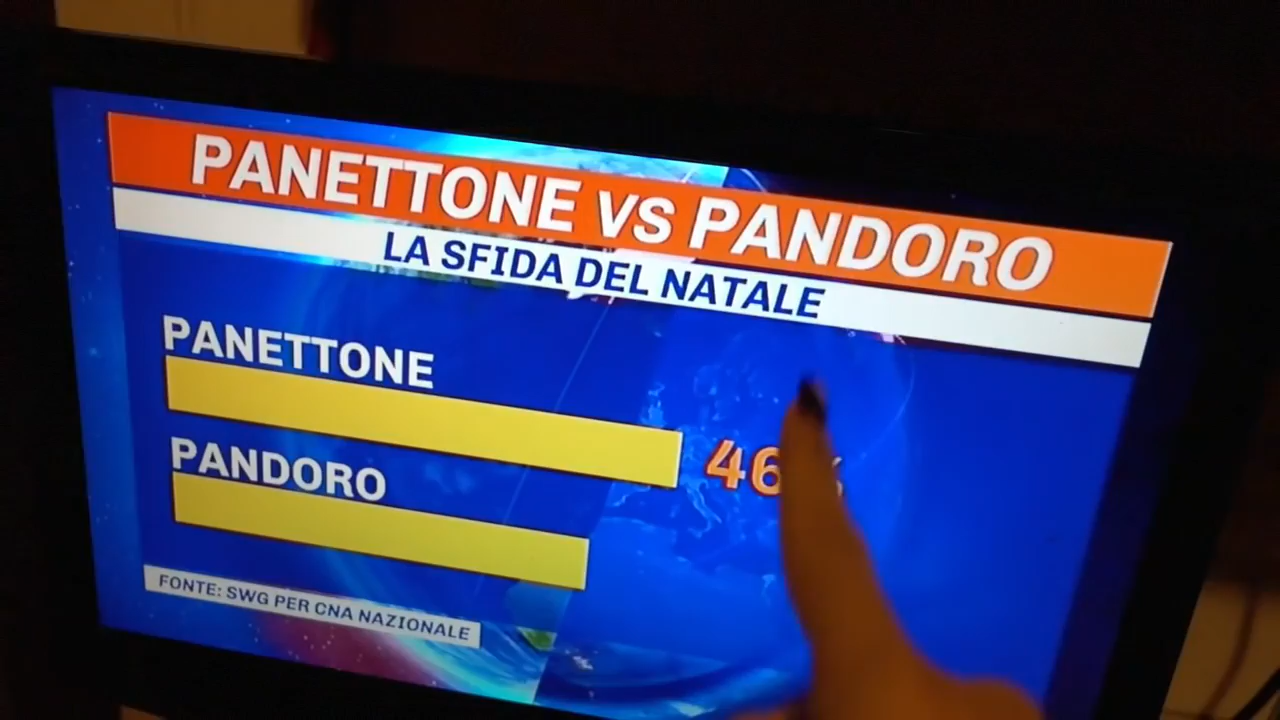 PANETTONE VS PANDORO
LA SFIDA DEL NATALE
PANETTONE
PANDORO
FONTE: SWG PER CNA NAZIONALE